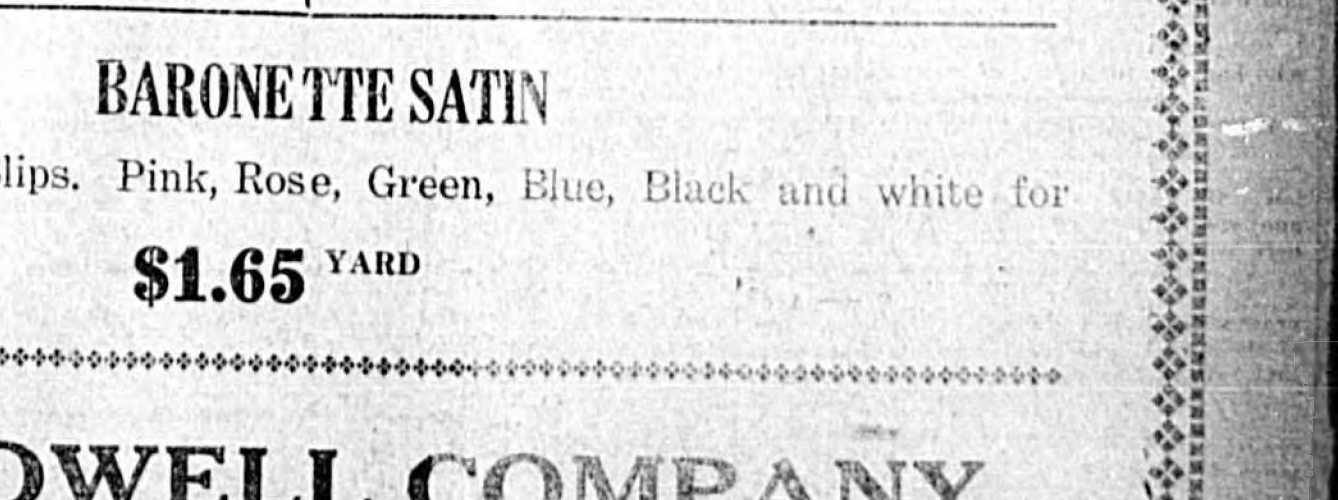 BARONETTE SATIN
lips. Pink, Rose, Green, Blue, Black and white for
$1.65 YARD
OWELL COMPANY